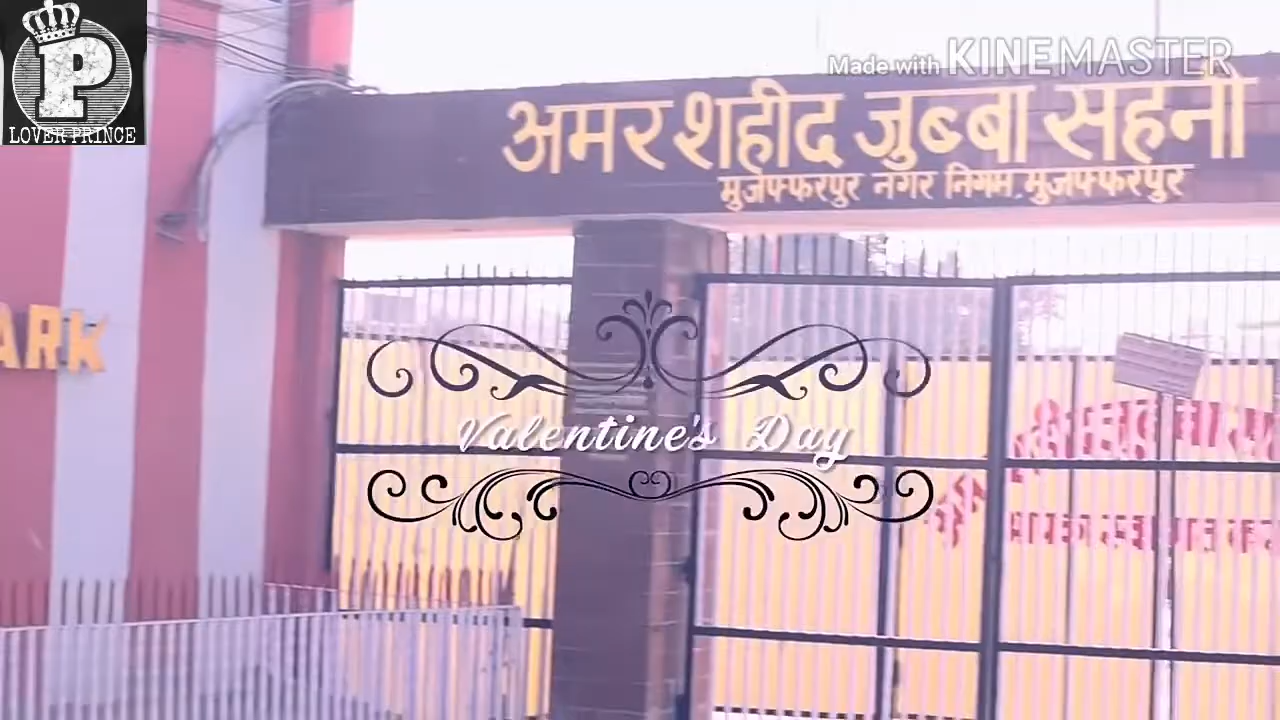 P
LOVER PRINCE
Made with KINEMASTER
अमर शहीद जुब्बा सहनी
मुजफ्फरपुर नगर निगम, मुजफ्फरपुर
ARK
Valentine's Day